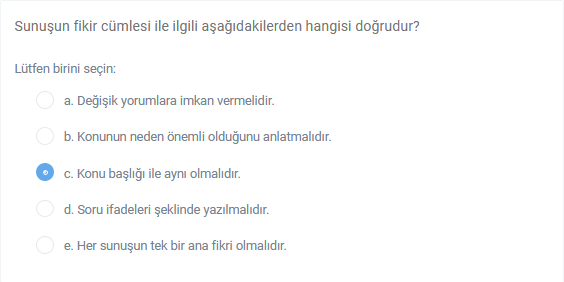 Sunuşun fikir cümlesi ile ilgili aşağıdakilerden hangisi doğrudur?
Lütfen birini seçin:
a. Değişik yorumlara imkan vermelidir.
b. Konunun neden önemli olduğunu anlatmalıdır.
c. Konu başlığı ile aynı olmalıdır.
d. Soru ifadeleri şeklinde yazılmalıdır.
e. Her sunuşun tek bir ana fikri olmalıdır.